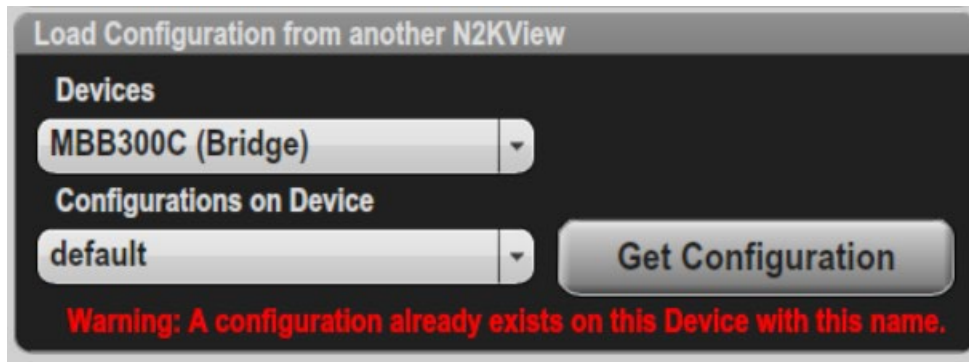 Load Configuration from another N2KView
Devices
MBB300C (Bridge)
Configurations on Device
default
Get Configuration
Warning: A configuration already exists on this Device with this name.